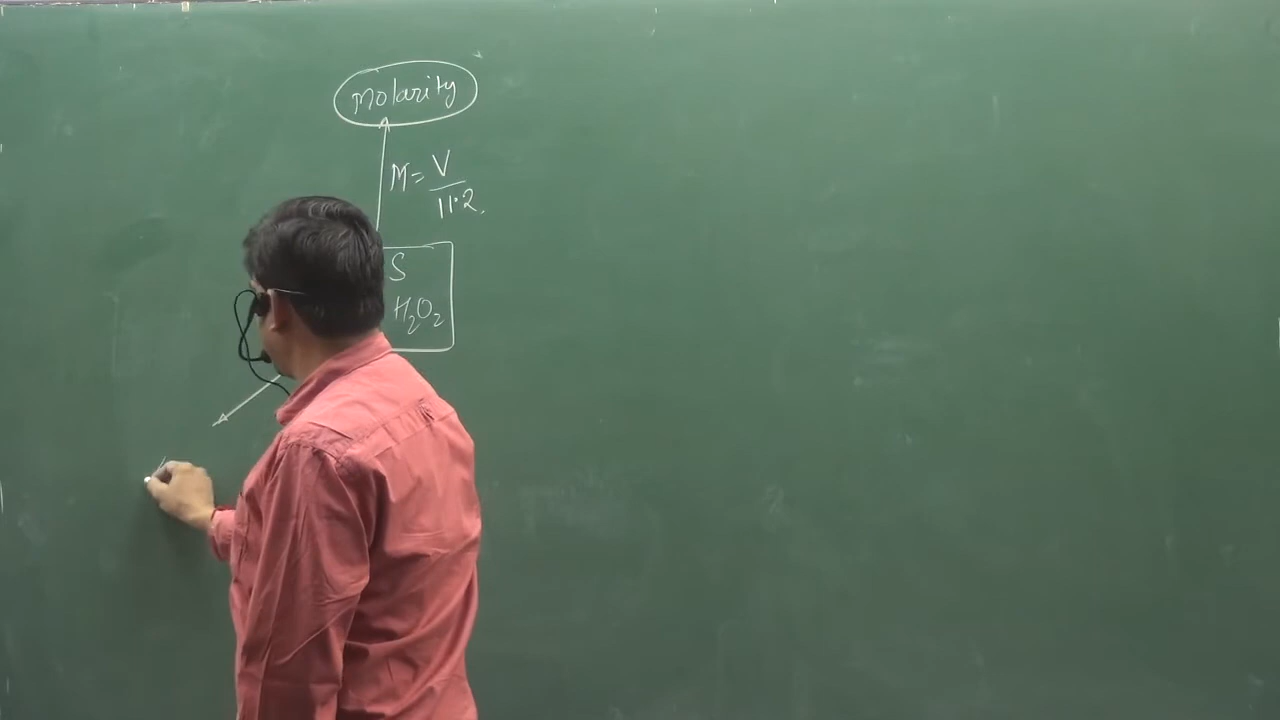 Molarity
M = V/11.2
S
H₂O₂